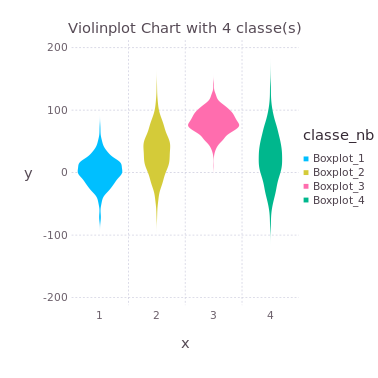 Violinplot Chart with 4 classe(s)
200
100
0
-100
-200
y
1 2 3 4
x
classe_nb
Boxplot_1
Boxplot_2
Boxplot_3
Boxplot_4